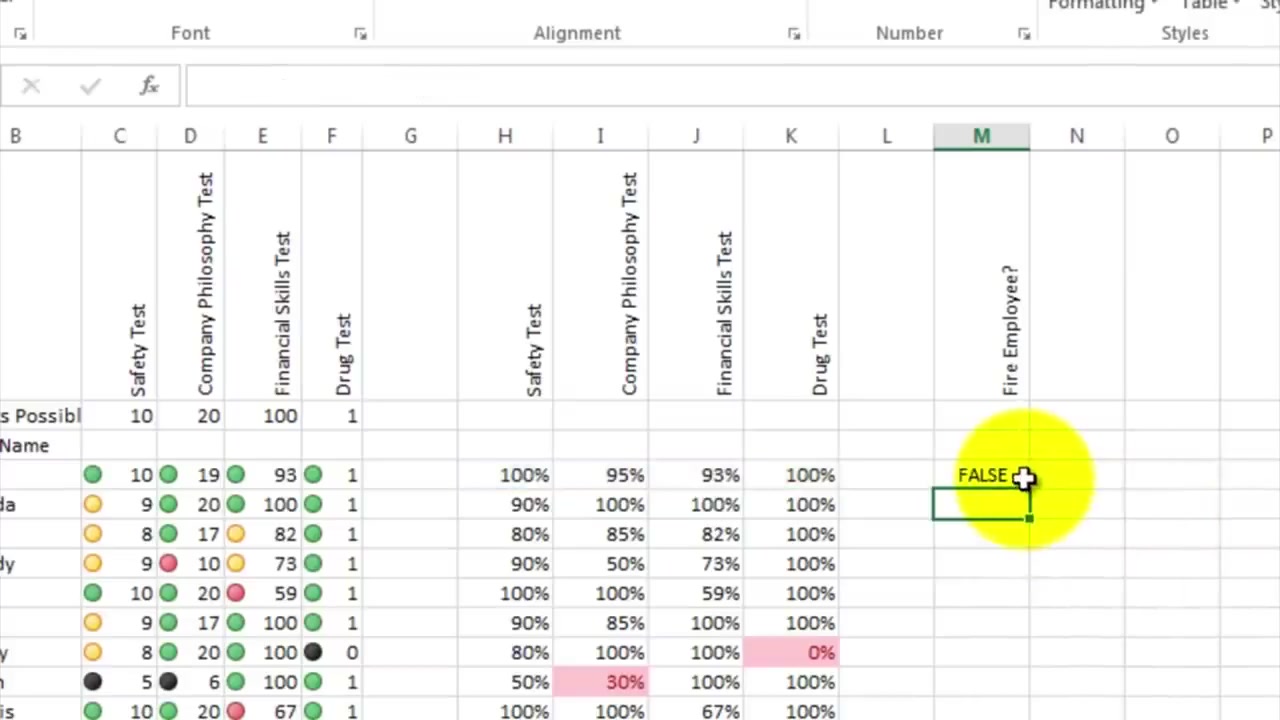 Formatting Table
Font Alignment Number Styles
fx
B C D E F G H I J K L M N O P
Safety Test Company Philosophy Test Financial Skills Test Drug Test Safety Test Company Philosophy Test Financial Skills Test Drug Test Fire Employee?
s Possibl 10 20 100 1
Name
10 19 93 1 100% 95% 93% 100% FALSE
da 9 20 100 1 90% 100% 100% 100%
8 17 82 1 80% 85% 82% 100%
dy 9 10 73 1 90% 50% 73% 100%
10 20 59 1 100% 100% 59% 100%
9 17 100 1 90% 85% 100% 100%
y 8 20 100 0 80% 100% 100% 0%
n 5 6 100 1 50% 30% 100% 100%
is 10 20 67 1 100% 100% 67% 100%